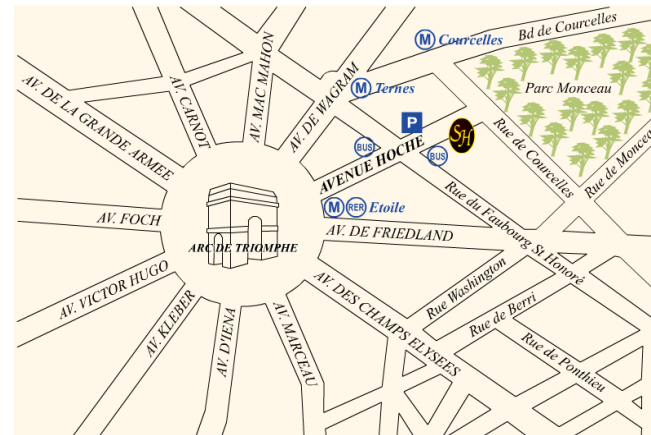 M Courcelles
Bd de Courcelles
M Ternes
Parc Monceau
AV. DE LA GRANDE ARMEE
AV. CARNOT
AV. MAC MAHON
AV. DE WAGRAM
P
SH
BUS
BUS
AVENUE HOCHE
Rue de Courcelles
Rue de Monceau
M RER Etoile
AV. FOCH
AV. DE FRIEDLAND
Rue du Faubourg St Honoré
ARC DE TRIOMPHE
AV. VICTOR HUGO
AV. KLEBER
AV. D'IENA
AV. MARCEAU
AV. DES CHAMPS ELYSEES
Rue Washington
Rue de Berri
Rue de Ponthieu